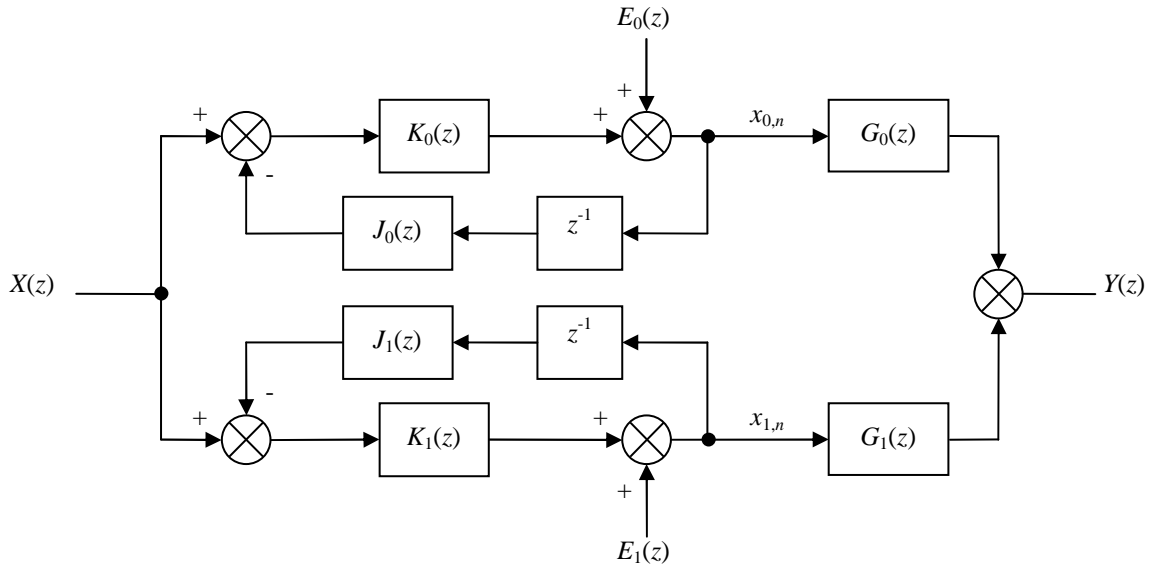 E₀(z)
+ K₀(z) + + x₀,ₙ G₀(z)
-
J₀(z) z⁻¹
X(z) Y(z)
J₁(z) z⁻¹
-
+ K₁(z) + x₁,ₙ G₁(z)
+
E₁(z)